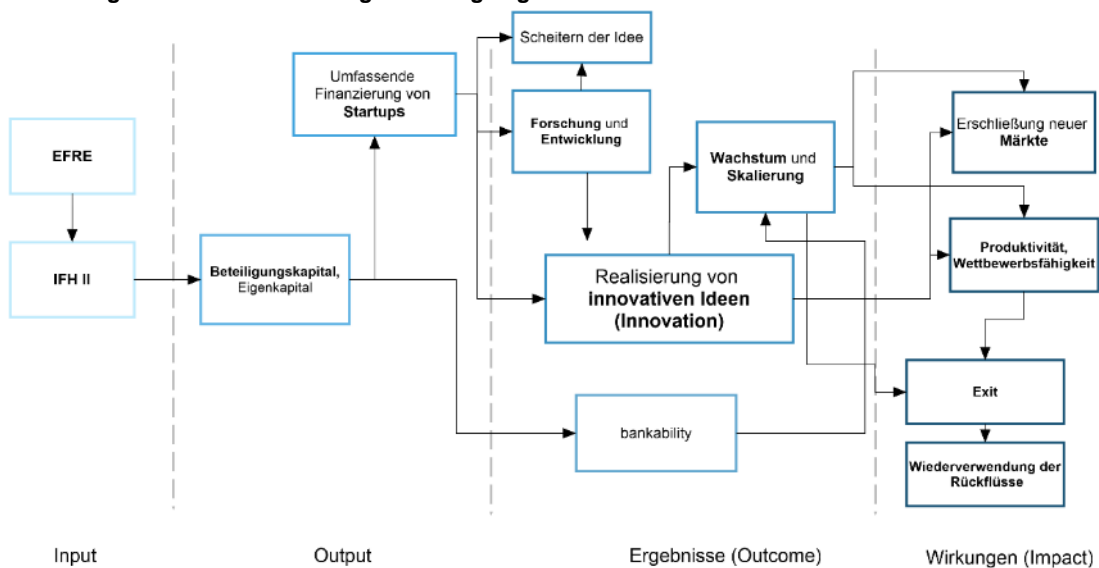 EFRE
IFH II
Beteiligungskapital,
Eigenkapital
Umfassende
Finanzierung von
Startups
Scheitern der Idee
Forschung und
Entwicklung
Realisierung von
innovativen Ideen
(Innovation)
Wachstum und
Skalierung
bankability
Erschließung neuer
Märkte
Produktivität,
Wettbewerbsfähigkeit
Exit
Wiederverwendung der
Rückflüsse
Input
Output
Ergebnisse (Outcome)
Wirkungen (Impact)